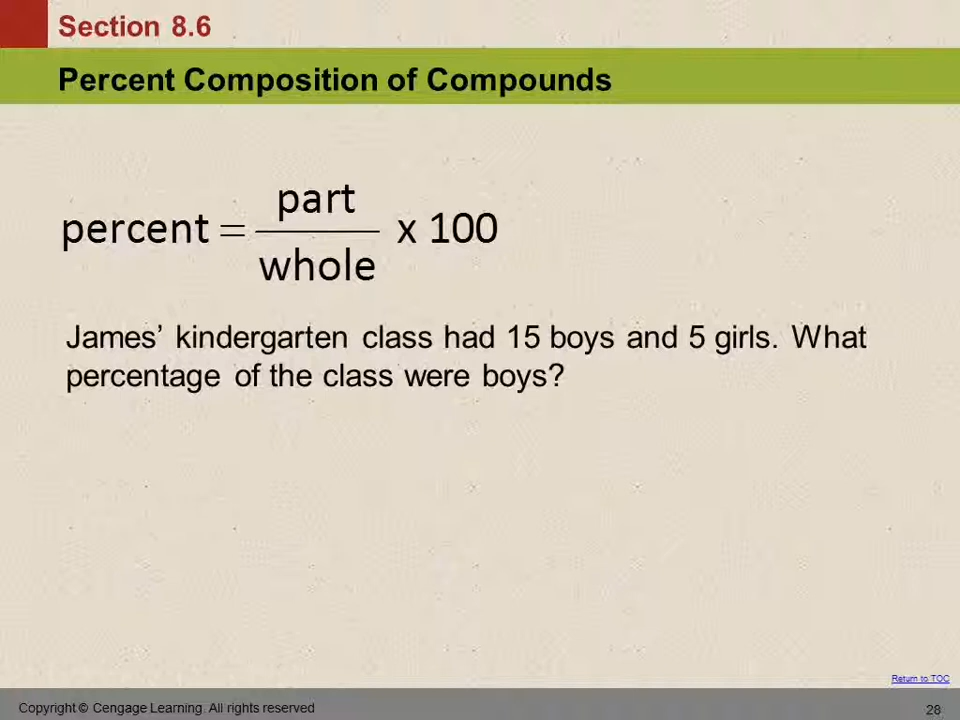 Section 8.6
Percent Composition of Compounds
percent = part / whole x 100
James’ kindergarten class had 15 boys and 5 girls. What
percentage of the class were boys?
Return to TOC
Copyright © Cengage Learning. All rights reserved
28